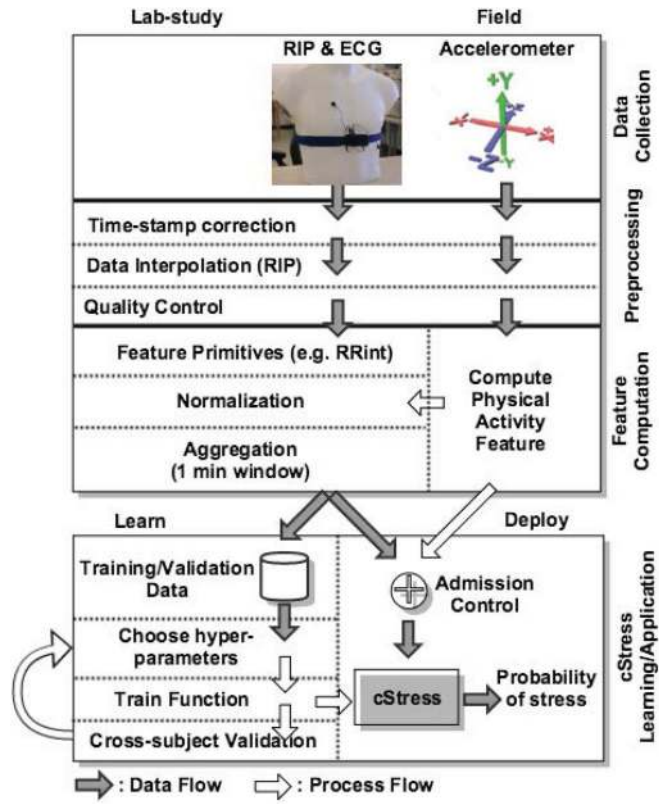 Lab-study
Field
RIP & ECG
Accelerometer
+Y
-X
+X
-Z
-Y
Data
Collection
Time-stamp correction
Data Interpolation (RIP)
Quality Control
Preprocessing
Feature Primitives (e.g. RRint)
Normalization
Aggregation
(1 min window)
Compute
Physical
Activity
Feature
Feature
Computation
Learn
Deploy
Training/Validation
Data
Choose hyper-
parameters
Train Function
Cross-subject Validation
Admission
Control
cStress
Probability
of stress
cStress
Learning/Application
: Data Flow
: Process Flow